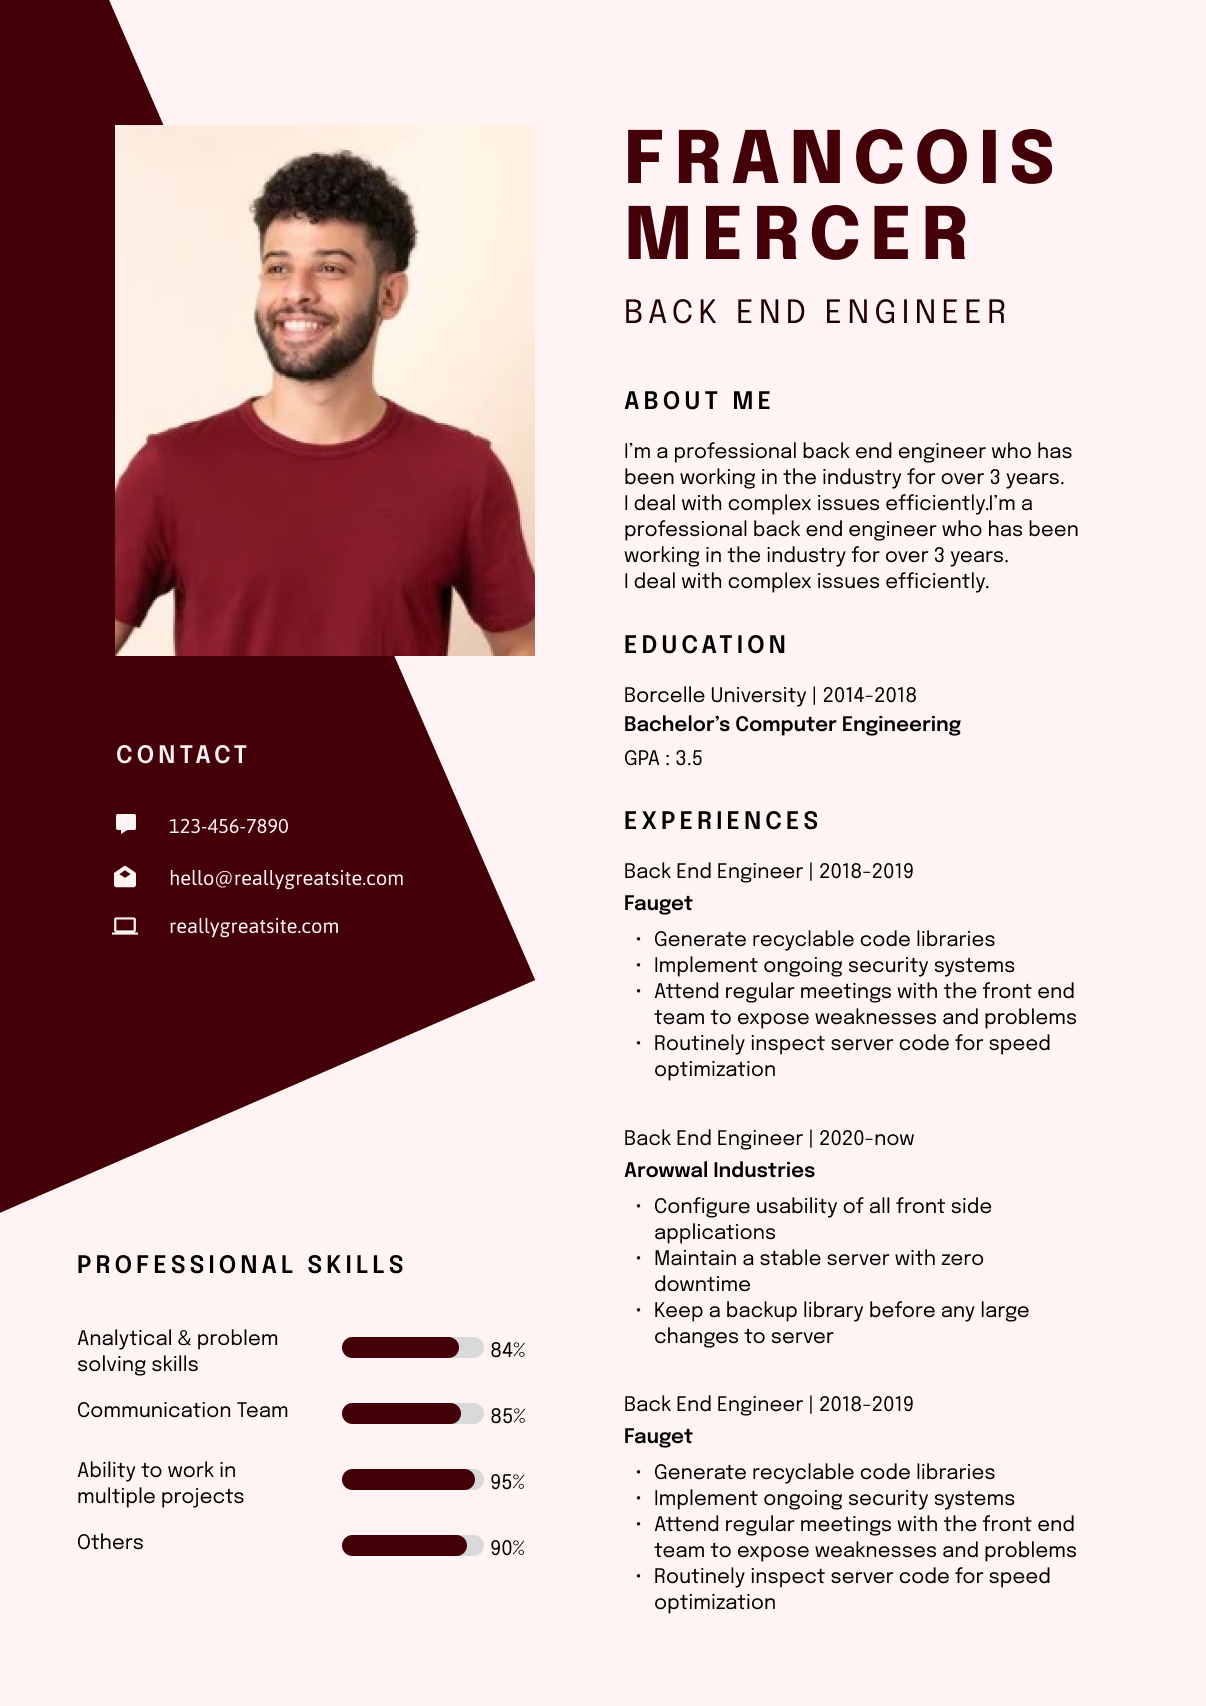 FRANCOIS
MERCER
BACK END ENGINEER
ABOUT ME
I'm a professional back end engineer who has
been working in the industry for over 3 years.
I deal with complex issues efficiently.I'm a
professional back end engineer who has been
working in the industry for over 3 years.
I deal with complex issues efficiently.
EDUCATION
Borcelle University | 2014-2018
Bachelor's Computer Engineering
GPA : 3.5
EXPERIENCES
Back End Engineer | 2018-2019
Fauget
• Generate recyclable code libraries
• Implement ongoing security systems
• Attend regular meetings with the front end
team to expose weaknesses and problems
• Routinely inspect server code for speed
optimization
Back End Engineer | 2020-now
Arowwal Industries
• Configure usability of all front side
applications
• Maintain a stable server with zero
downtime
• Keep a backup library before any large
changes to server
Back End Engineer | 2018-2019
Fauget
• Generate recyclable code libraries
• Implement ongoing security systems
• Attend regular meetings with the front end
team to expose weaknesses and problems
• Routinely inspect server code for speed
optimization
CONTACT
123-456-7890
hello@reallygreatsite.com
reallygreatsite.com
PROFESSIONAL SKILLS
Analytical & problem
solving skills
84%
Communication Team
85%
Ability to work in
multiple projects
95%
Others
90%